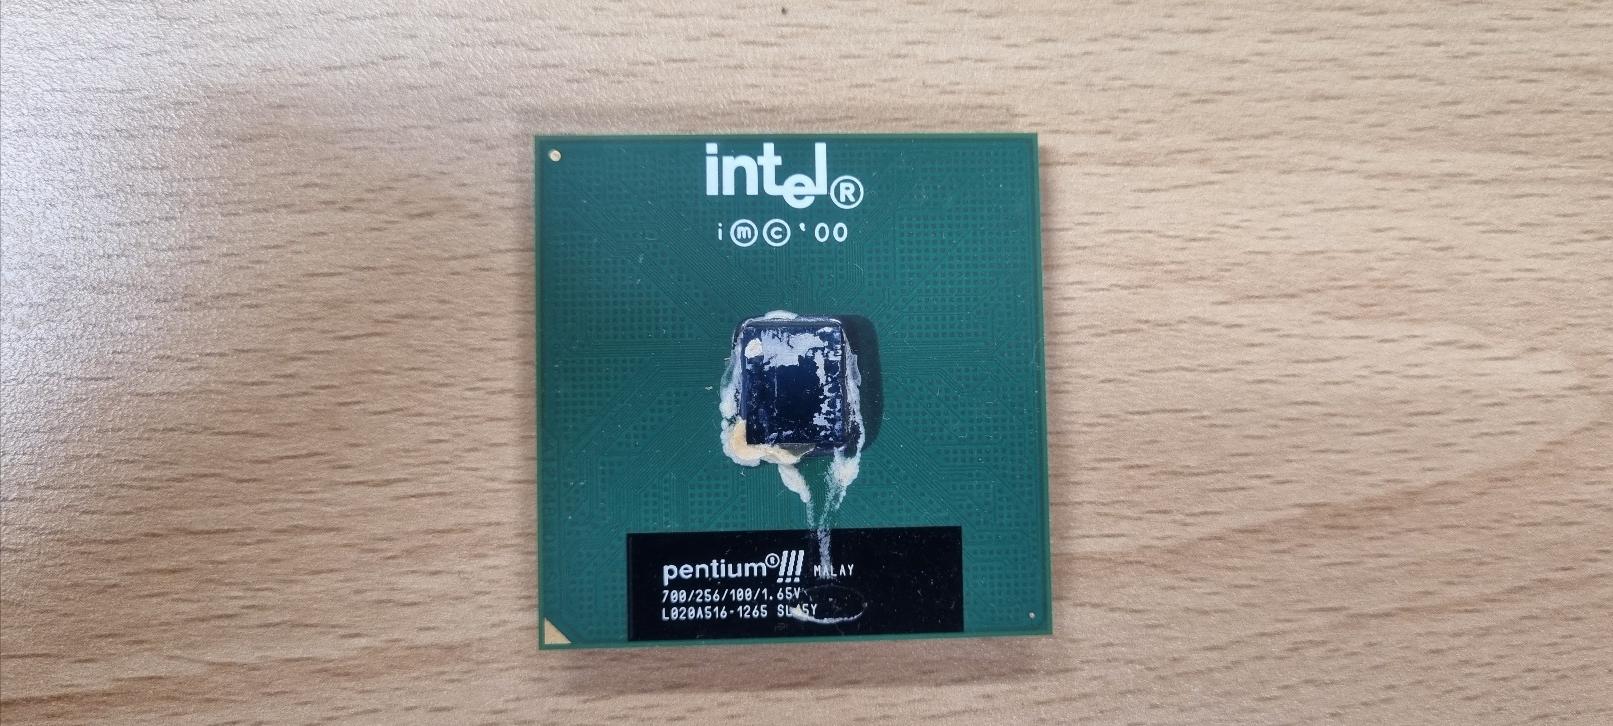 intel®
i ⓜ © '00
pentium® !!! MALAY
700/256/100/1.65V
L020A516-1265